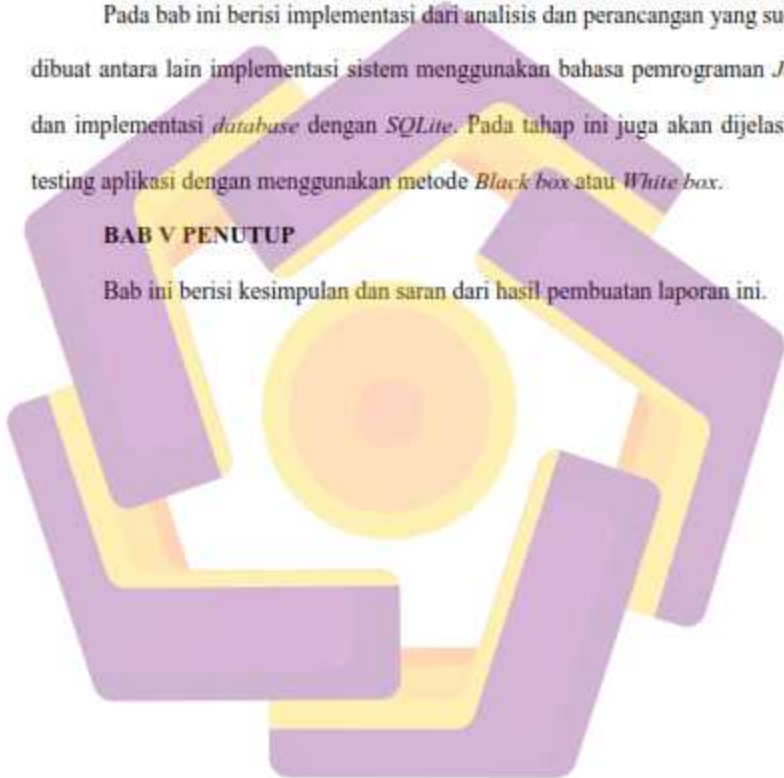 Pada bab ini berisi implementasi dari analisis dan perancangan yang su
dibuat antara lain implementasi sistem menggunakan bahasa pemrograman J
dan implementasi database dengan SQLite. Pada tahap ini juga akan dijelas
testing aplikasi dengan menggunakan metode Black box atau White box.
BAB V PENUTUP
Bab ini berisi kesimpulan dan saran dari hasil pembuatan laporan ini.